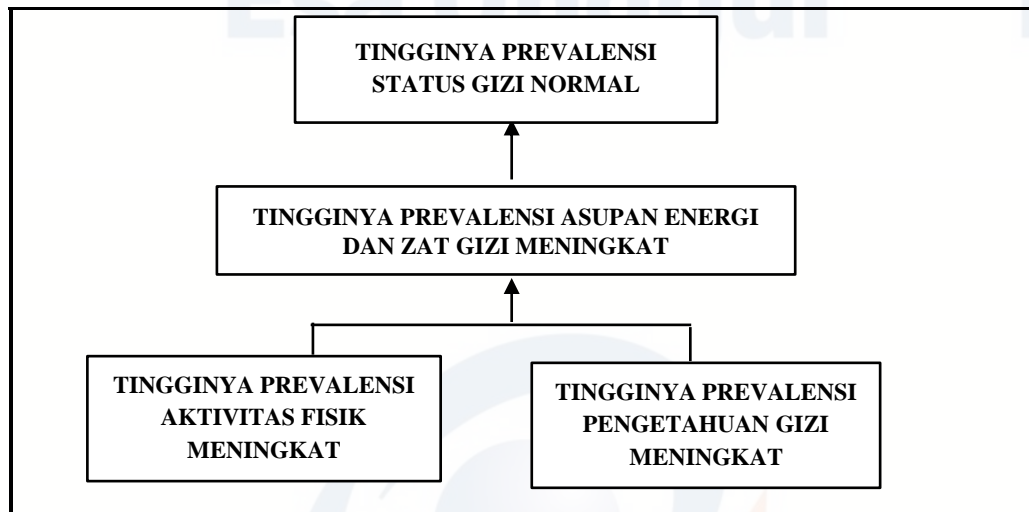 TINGGINYA PREVALENSI
STATUS GIZI NORMAL
TINGGINYA PREVALENSI ASUPAN ENERGI
DAN ZAT GIZI MENINGKAT
TINGGINYA PREVALENSI
AKTIVITAS FISIK
MENINGKAT
TINGGINYA PREVALENSI
PENGETAHUAN GIZI
MENINGKAT